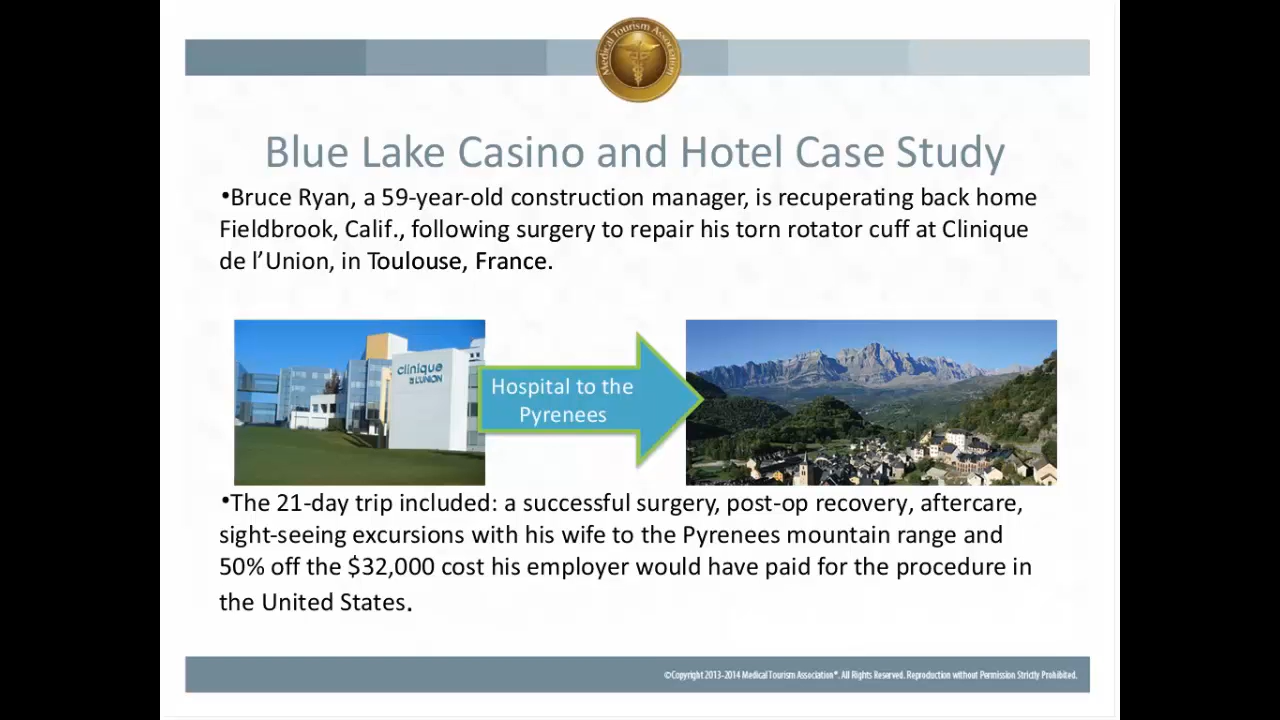 Medical Tourism Association
Blue Lake Casino and Hotel Case Study
•Bruce Ryan, a 59-year-old construction manager, is recuperating back home
Fieldbrook, Calif., following surgery to repair his torn rotator cuff at Clinique
de l’Union, in Toulouse, France.
clinique
DE L'UNION
Hospital to the
Pyrenees
•The 21-day trip included: a successful surgery, post-op recovery, aftercare,
sight-seeing excursions with his wife to the Pyrenees mountain range and
50% off the $32,000 cost his employer would have paid for the procedure in
the United States.
©Copyright 2013-2014 Medical Tourism Association®. All Rights Reserved. Reproduction without Permission Strictly Prohibited.